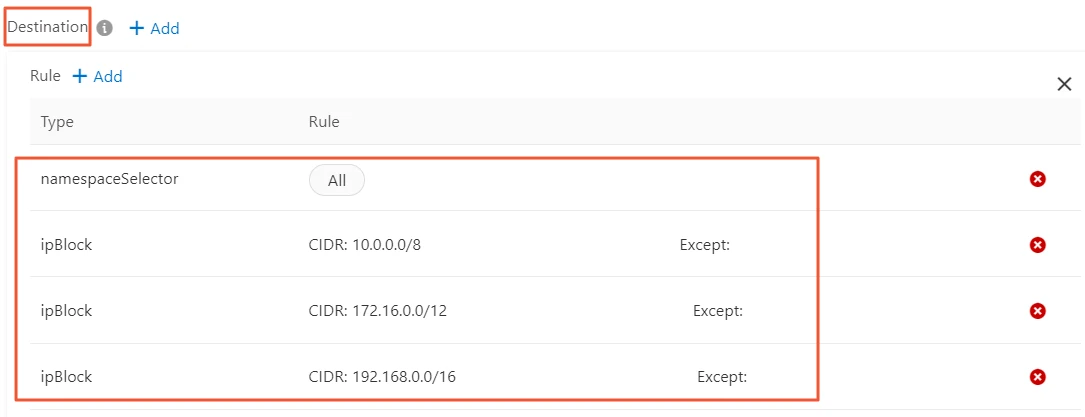 Destination + Add
Rule + Add
Type Rule
namespaceSelector All
ipBlock CIDR: 10.0.0.0/8 Except:
ipBlock CIDR: 172.16.0.0/12 Except:
ipBlock CIDR: 192.168.0.0/16 Except: